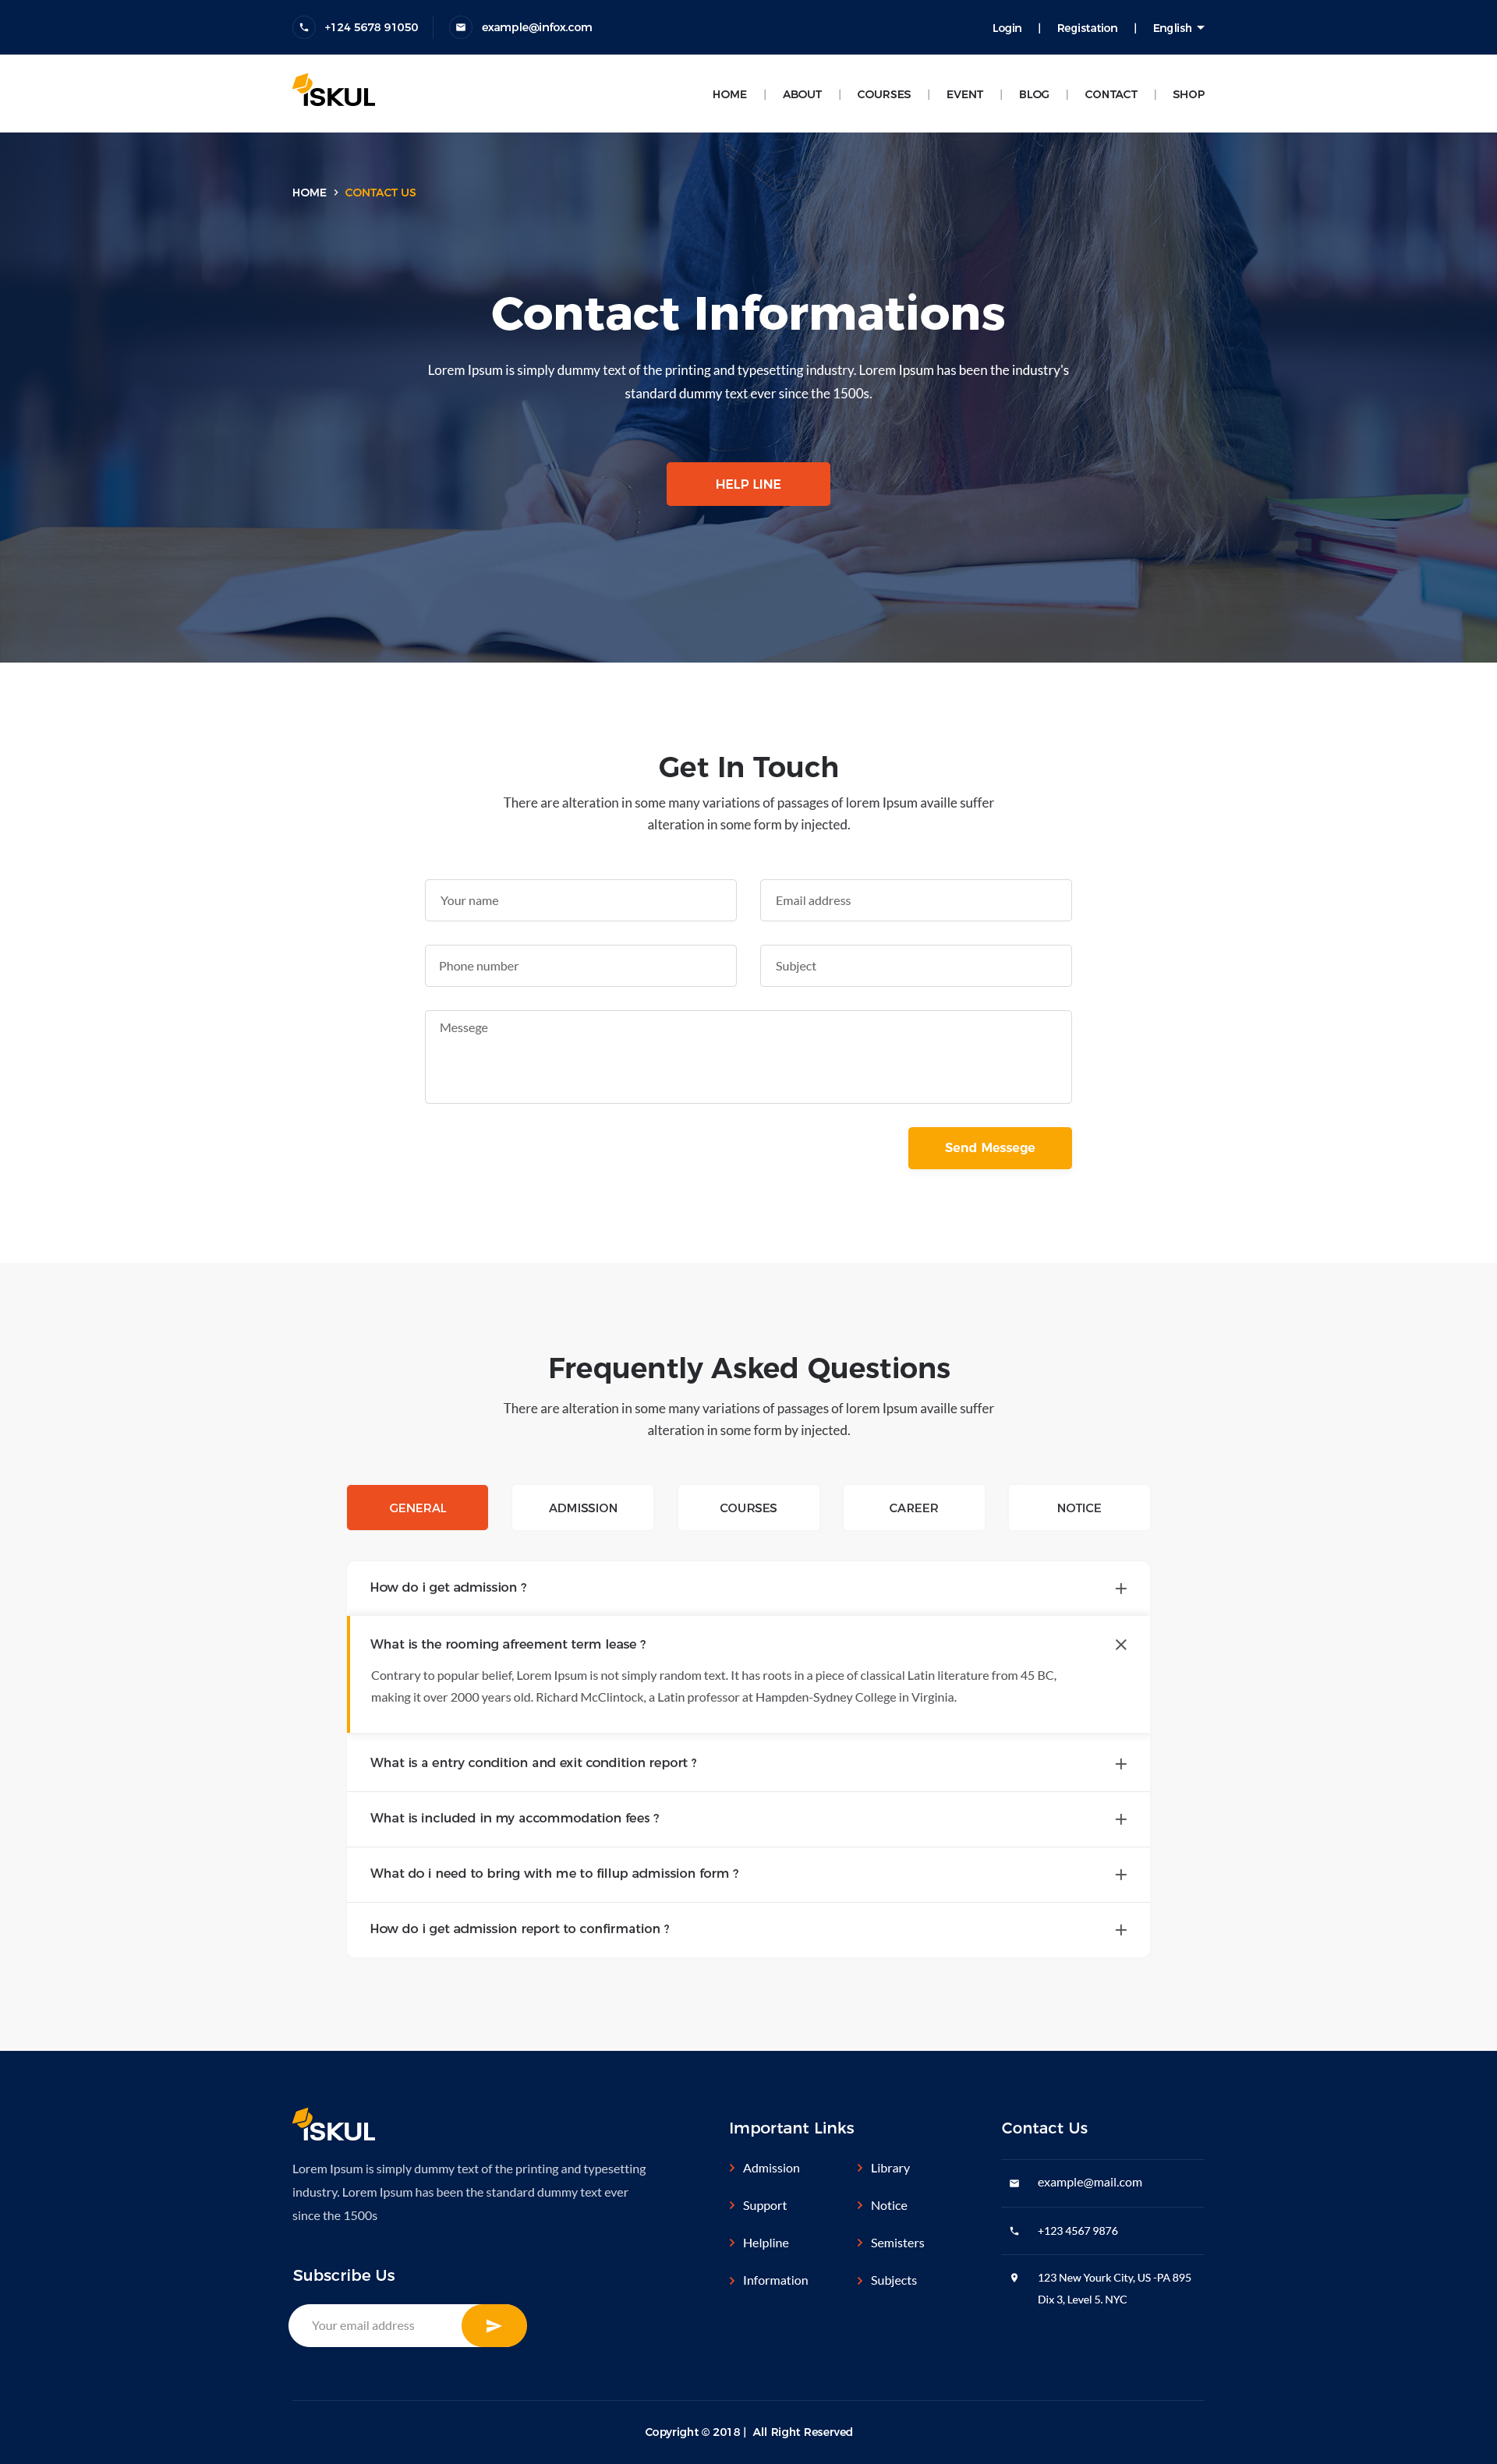 +124 5678 91050
example@infox.com
Login | Registation | English
ISKUL
HOME | ABOUT | COURSES | EVENT | BLOG | CONTACT | SHOP
HOME > CONTACT US
Contact Informations
Lorem Ipsum is simply dummy text of the printing and typesetting industry. Lorem Ipsum has been the industry's
standard dummy text ever since the 1500s.
HELP LINE
Get In Touch
There are alteration in some many variations of passages of lorem Ipsum availle suffer
alteration in some form by injected.
Your name
Email address
Phone number
Subject
Messege
Send Messege
Frequently Asked Questions
There are alteration in some many variations of passages of lorem Ipsum availle suffer
alteration in some form by injected.
GENERAL
ADMISSION
COURSES
CAREER
NOTICE
How do i get admission ?
What is the rooming afreement term lease ?
Contrary to popular belief, Lorem Ipsum is not simply random text. It has roots in a piece of classical Latin literature from 45 BC,
making it over 2000 years old. Richard McClintock, a Latin professor at Hampden-Sydney College in Virginia.
What is a entry condition and exit condition report ?
What is included in my accommodation fees ?
What do i need to bring with me to fillup admission form ?
How do i get admission report to confirmation ?
ISKUL
Lorem Ipsum is simply dummy text of the printing and typesetting
industry. Lorem Ipsum has been the standard dummy text ever
since the 1500s
Subscribe Us
Your email address
Important Links
Admission
Support
Helpline
Information
Library
Notice
Semisters
Subjects
Contact Us
example@mail.com
+123 4567 9876
123 New Yourk City, US -PA 895
Dix 3, Level 5. NYC
Copyright © 2018 | All Right Reserved